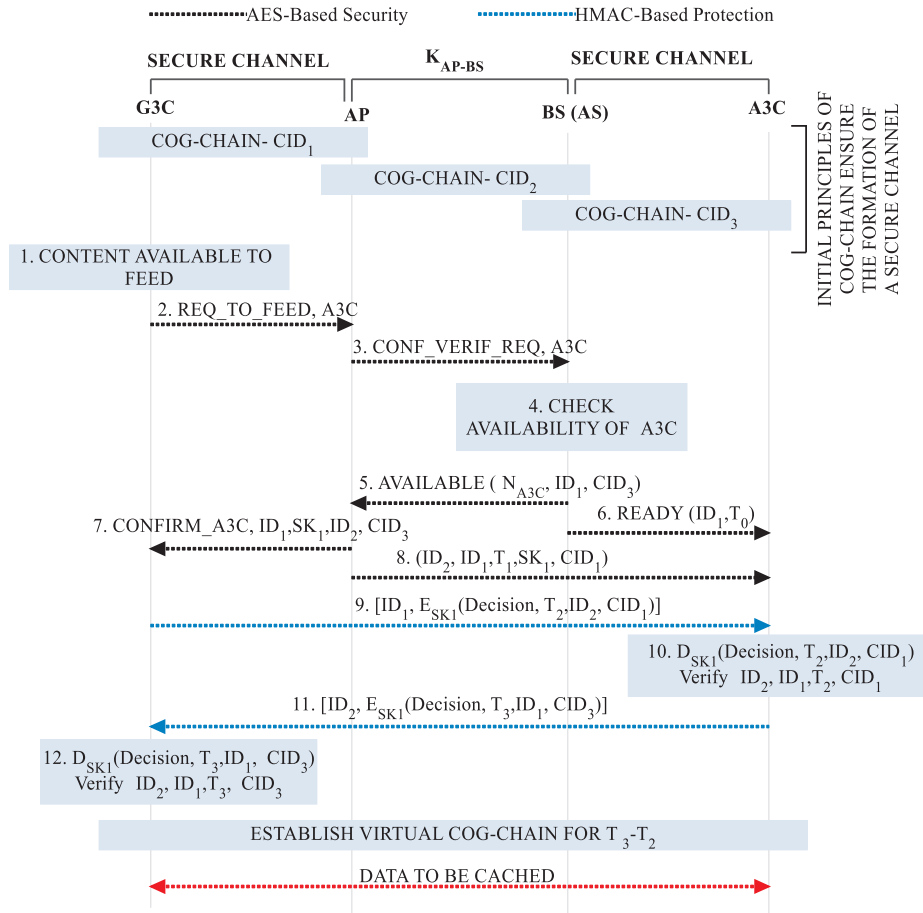 AES-Based Security
HMAC-Based Protection
SECURE CHANNEL
K_AP-BS
SECURE CHANNEL
G3C
AP
BS (AS)
A3C
COG-CHAIN- CID₁
COG-CHAIN- CID₂
COG-CHAIN- CID₃
INITIAL PRINCIPLES OF
COG-CHAIN ENSURE
THE FORMATION OF
A SECURE CHANNEL
1. CONTENT AVAILABLE TO
FEED
2. REQ_TO_FEED, A3C
3. CONF_VERIF_REQ, A3C
4. CHECK
AVAILABILITY OF A3C
5. AVAILABLE ( N_A3C, ID₁, CID₃)
6. READY (ID₁,T₀)
7. CONFIRM_A3C, ID₁,SK₁,ID₂, CID₃
8. (ID₂, ID₁,T₁,SK₁, CID₁)
9. [ID₁, E_SK1(Decision, T₂,ID₂, CID₁)]
10. D_SK1(Decision, T₂,ID₂, CID₁)
Verify ID₂, ID₁,T₂, CID₁
11. [ID₂, E_SK1(Decision, T₃,ID₁, CID₃)]
12. D_SK1(Decision, T₃,ID₁, CID₃)
Verify ID₂, ID₁,T₃, CID₃
ESTABLISH VIRTUAL COG-CHAIN FOR T₃-T₂
DATA TO BE CACHED